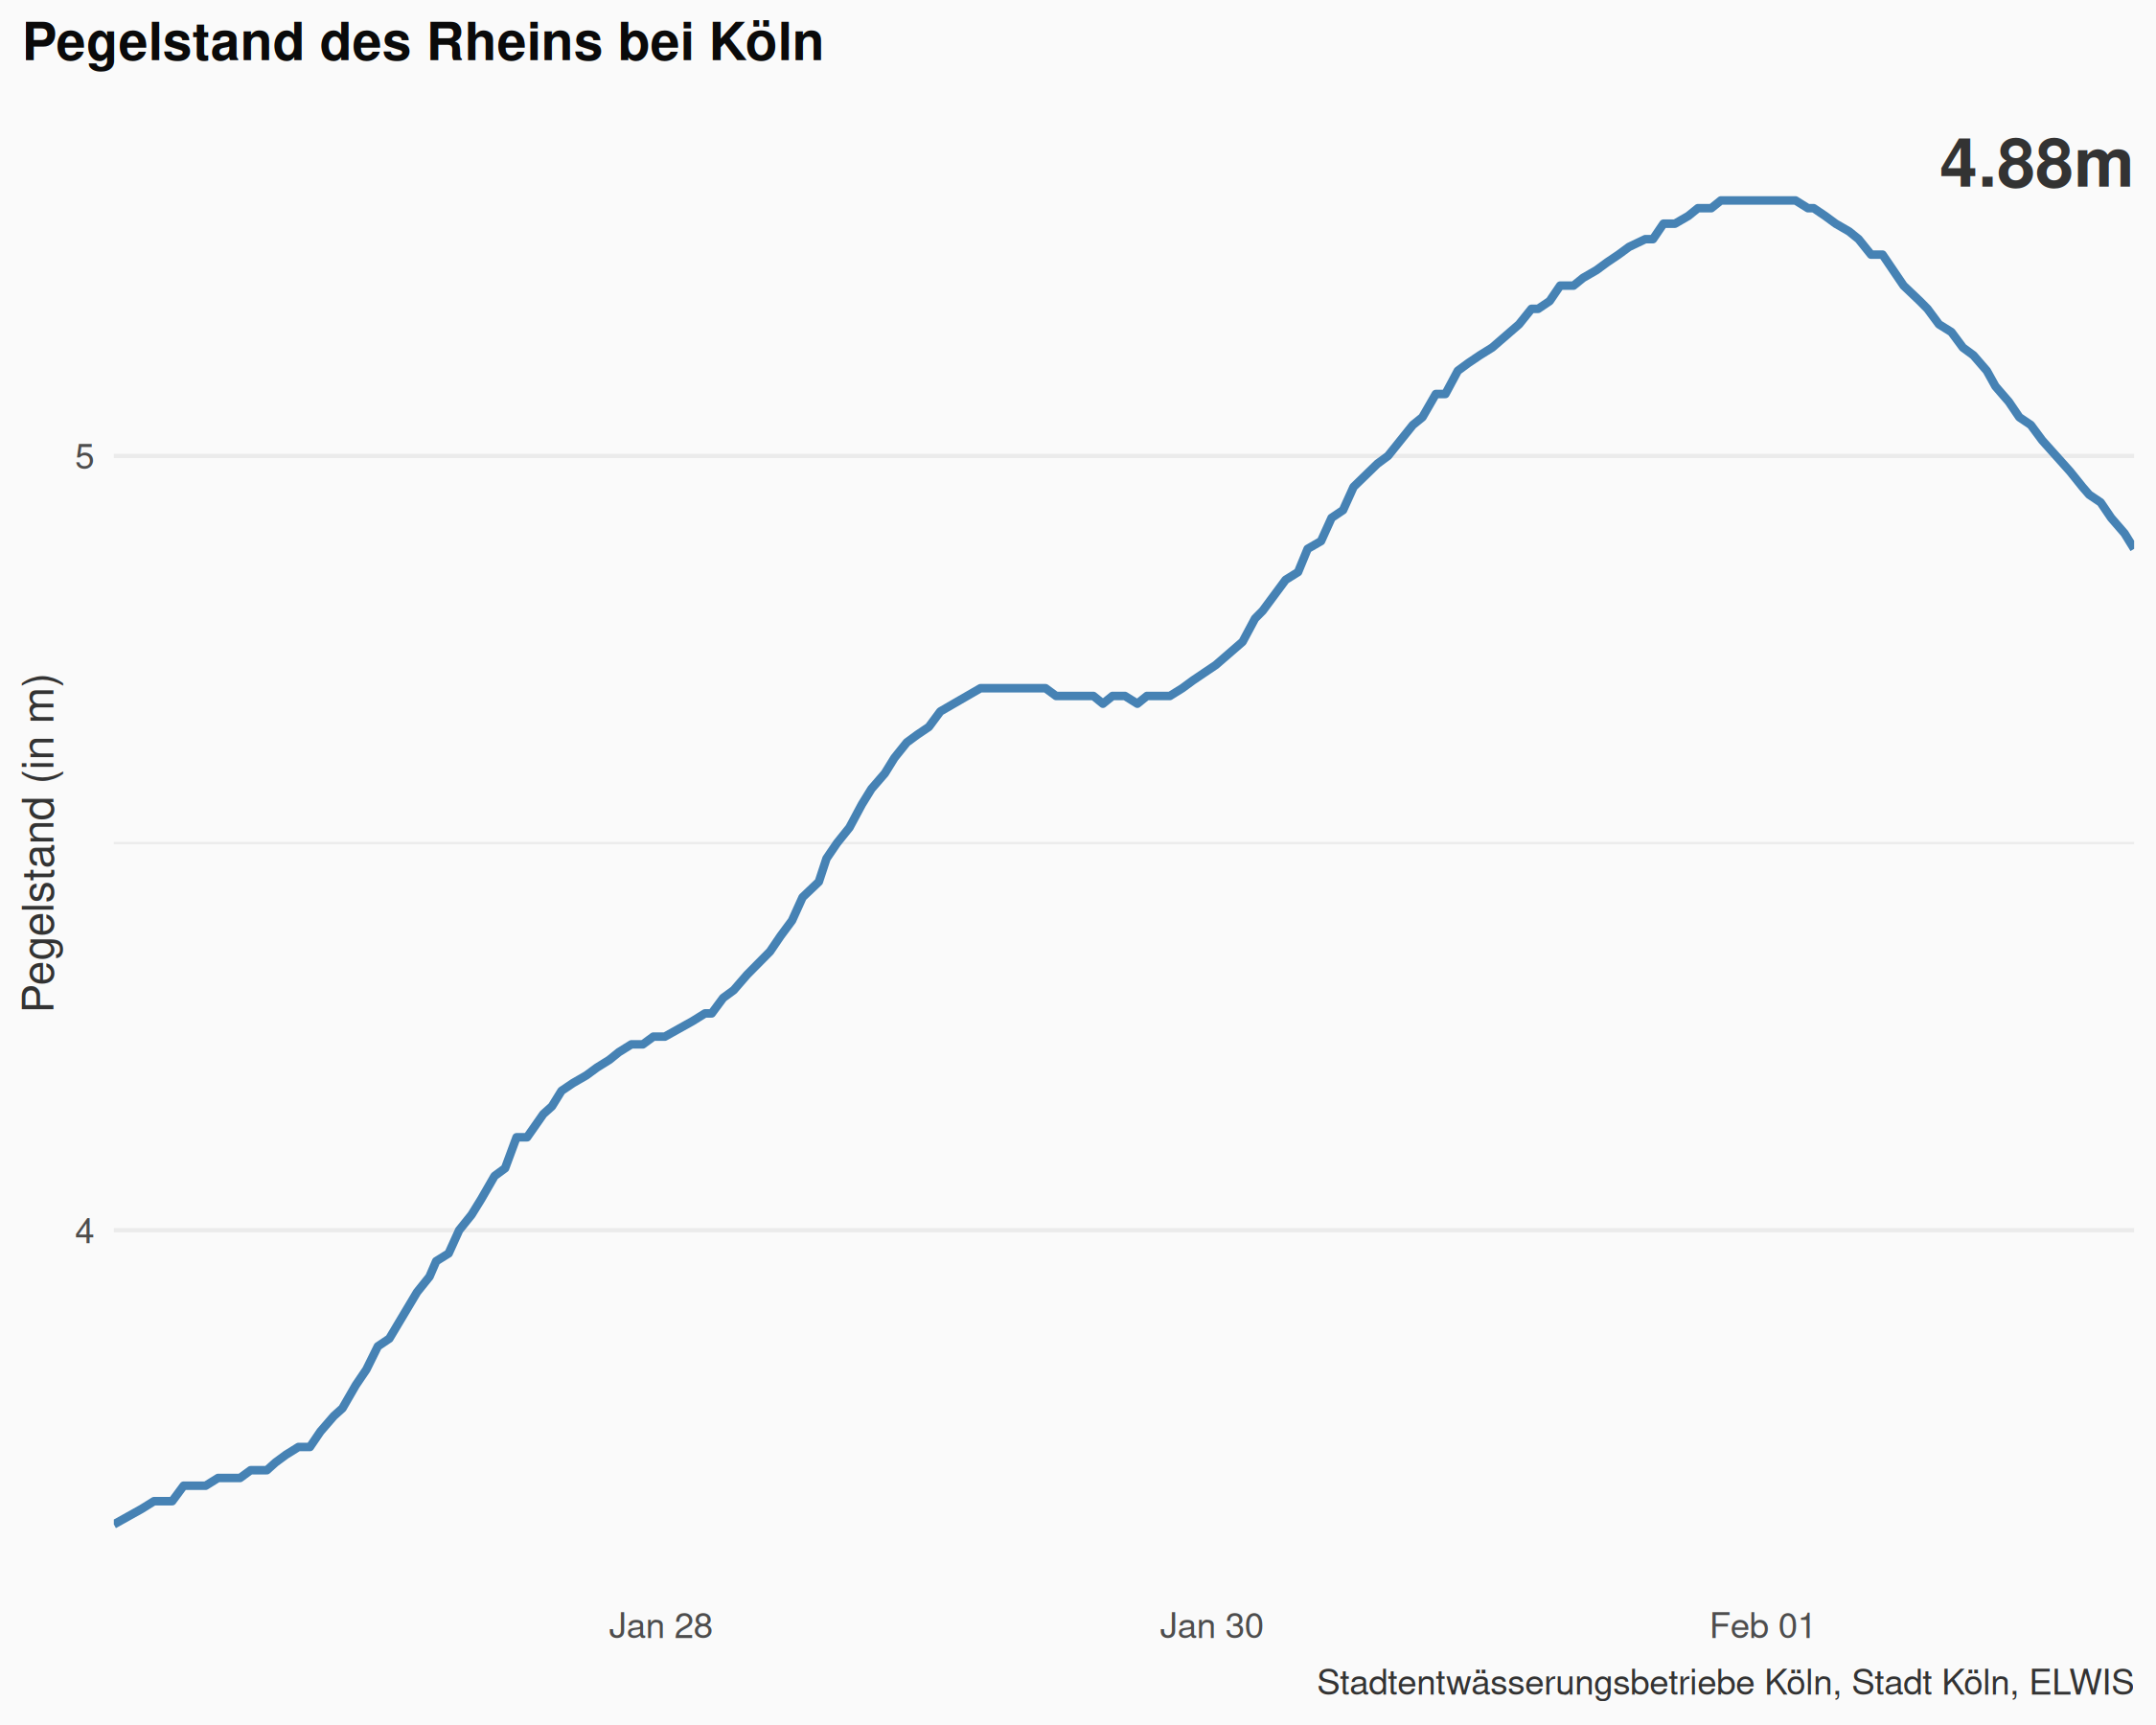 Pegelstand des Rheins bei Köln
4.88m
5
Pegelstand (in m)
4
Jan 28
Jan 30
Feb 01
Stadtentwässerungsbetriebe Köln, Stadt Köln, ELWIS